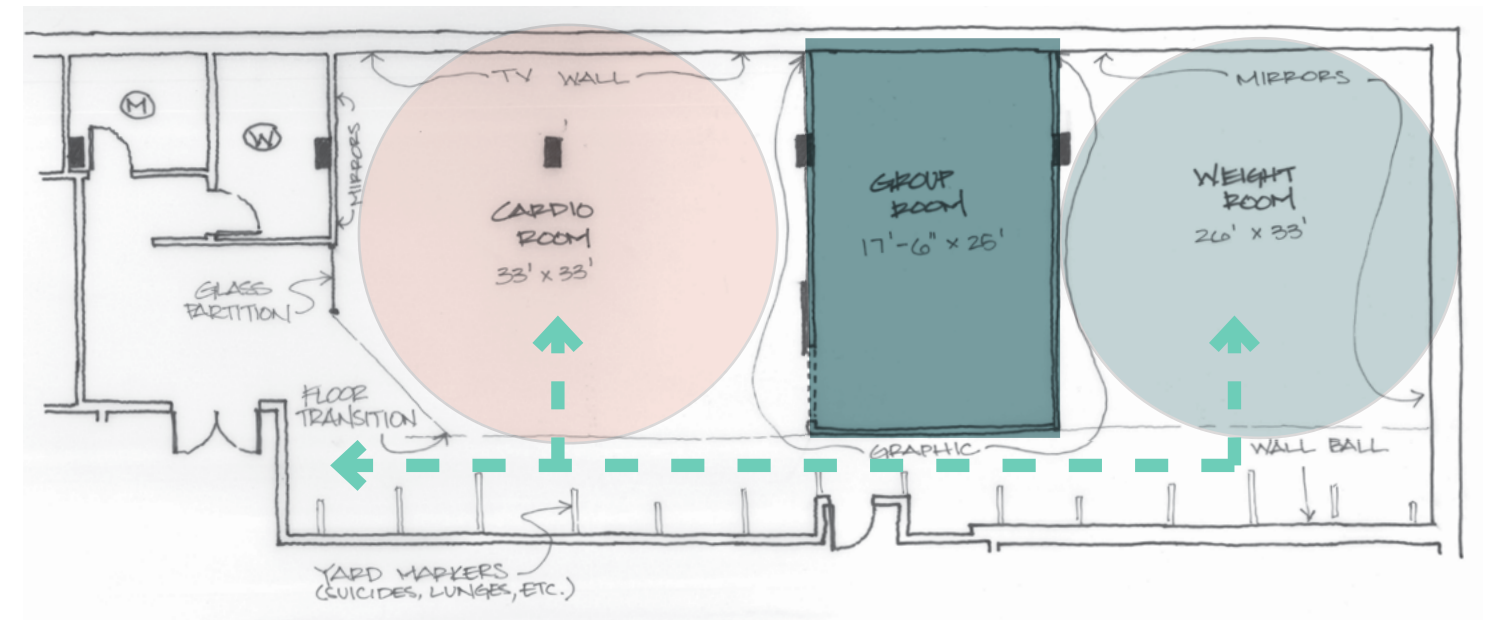 TV WALL
MIRRORS
M
W
MIRRORS
CARDIO
ROOM
33' x 33'
GROUP
ROOM
17'-6" x 25'
WEIGHT
ROOM
26' x 33'
GLASS
PARTITION
FLOOR
TRANSITION
GRAPHIC
WALL BALL
YARD MARKERS
(SUICIDES, LUNGES, ETC.)